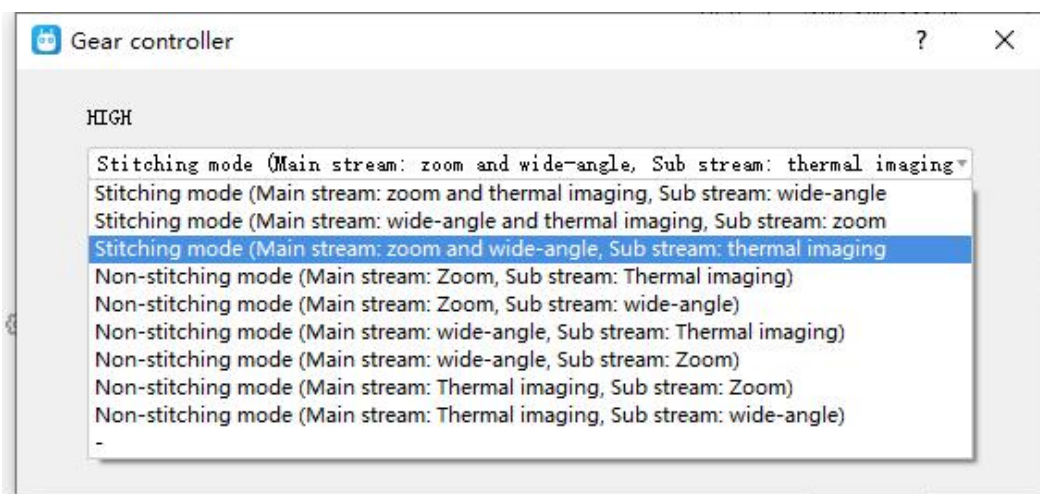 Gear controller
?
HIGH
Stitching mode (Main stream: zoom and wide-angle, Sub stream: thermal imaging
Stitching mode (Main stream: zoom and thermal imaging, Sub stream: wide-angle
Stitching mode (Main stream: wide-angle and thermal imaging, Sub stream: zoom
Stitching mode (Main stream: zoom and wide-angle, Sub stream: thermal imaging
Non-stitching mode (Main stream: Zoom, Sub stream: Thermal imaging)
Non-stitching mode (Main stream: Zoom, Sub stream: wide-angle)
Non-stitching mode (Main stream: wide-angle, Sub stream: Thermal imaging)
Non-stitching mode (Main stream: wide-angle, Sub stream: Zoom)
Non-stitching mode (Main stream: Thermal imaging, Sub stream: Zoom)
Non-stitching mode (Main stream: Thermal imaging, Sub stream: wide-angle)
-